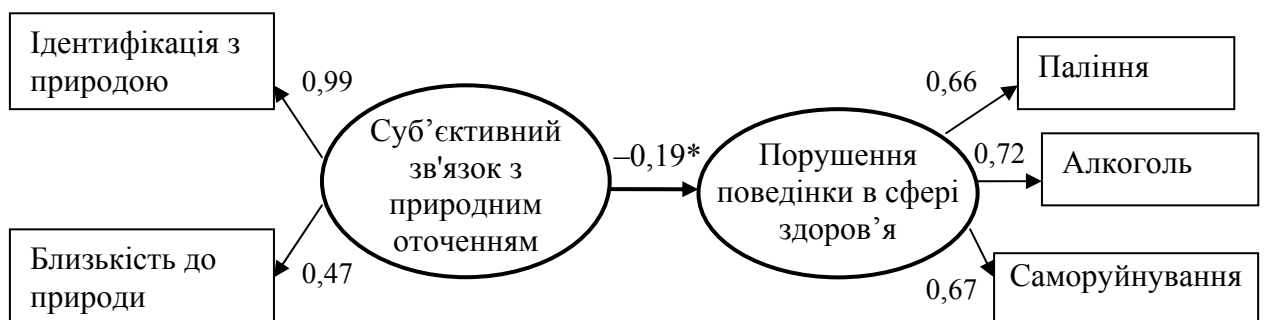 Ідентифікація з
природою
0,99
Суб’єктивний
зв'язок з
природним
оточенням
Близькість до
природи
0,47
–0,19*
Порушення
поведінки в сфері
здоров’я
0,66
Паління
0,72
Алкоголь
0,67
Саморуйнування